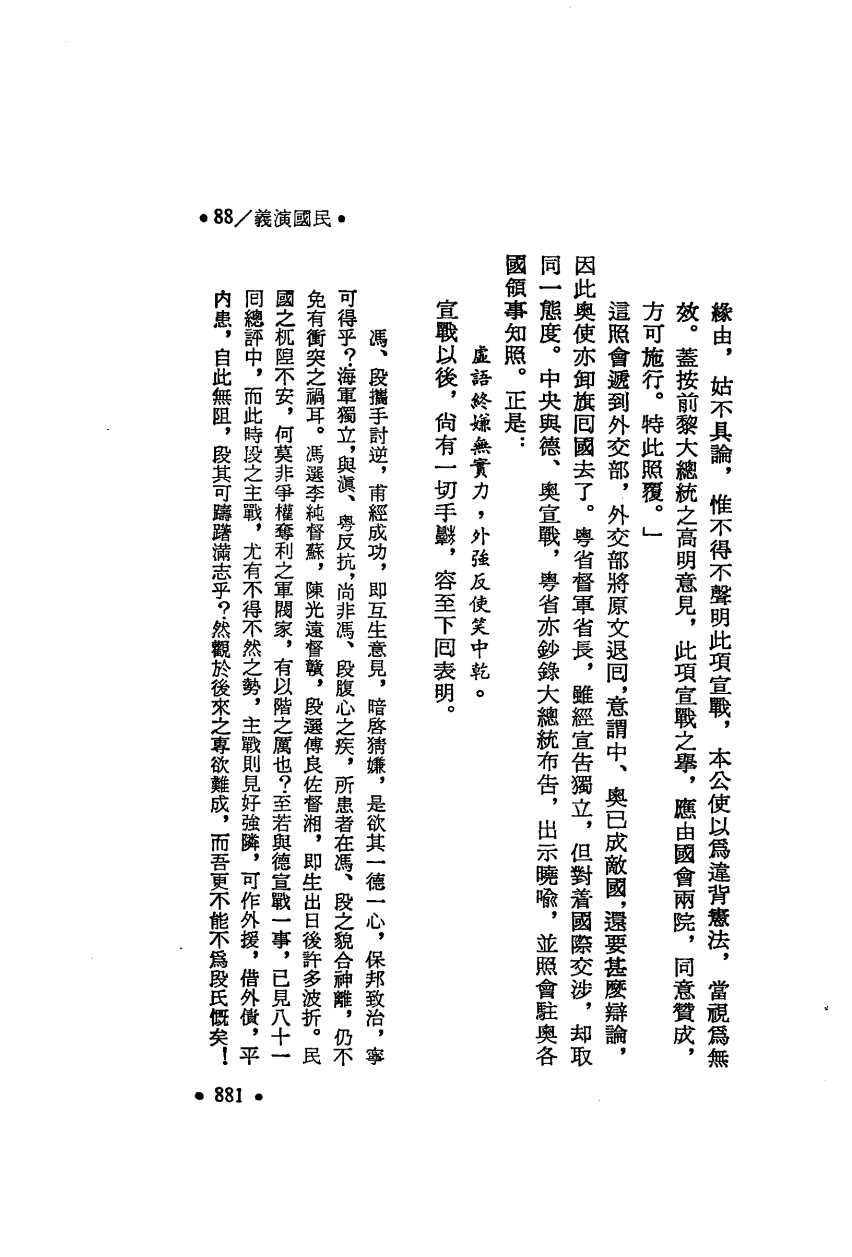 •88／義演國民•
緣由，姑不具論，惟不得不聲明此項宣戰，本公使以爲違背憲法，當視爲無
效。蓋按前黎大總統之高明意見，此項宣戰之舉，應由國會兩院，同意贊成，
方可施行。特此照覆。」
這照會遞到外交部，外交部將原文退囘，意謂中、奧已成敵國，還要甚麼辯論，
因此奧使亦卸旗囘國去了。粵省督軍省長，雖經宣告獨立，但對着國際交涉，却取
同一態度。中央與德、奧宣戰，粵省亦鈔錄大總統布告，出示曉喩，並照會駐奧各
國領事知照。正是：
虛語終嫌無實力，外強反使笑中乾。
宣戰以後，尙有一切手續，容至下囘表明。
馮、段攜手討逆，甫經成功，即互生意見，暗啓猜嫌，是欲其一德一心，保邦致治，寧
可得乎？海軍獨立，與滇、粵反抗，尚非馮、段腹心之疾，所患者在馮、段之貌合神離，仍不
免有衝突之禍耳。馮選李純督蘇，陳光遠督贛，段選傅良佐督湘，即生出日後許多波折。民
國之杌隉不安，何莫非爭權奪利之軍閥家，有以階之厲也？至若與德宣戰一事，已見八十一
囘總評中，而此時段之主戰，尤有不得不然之勢，主戰則見好強隣，可作外援，借外債，平
內患，自此無阻，段其可躊躇滿志乎？然觀於後來之專欲難成，而吾更不能不爲段氏慨矣！
•881•